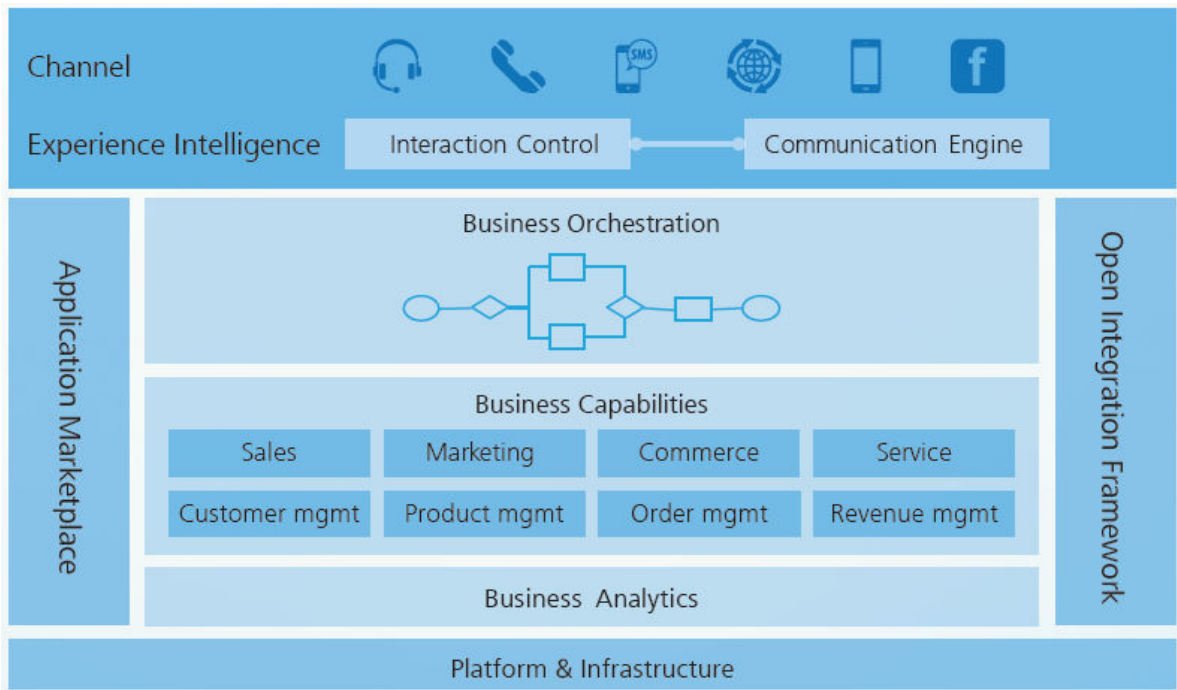 Channel
SMS
f
Experience Intelligence
Interaction Control
Communication Engine
Application Marketplace
Business Orchestration
Business Capabilities
Sales
Marketing
Commerce
Service
Customer mgmt
Product mgmt
Order mgmt
Revenue mgmt
Business Analytics
Open Integration Framework
Platform & Infrastructure